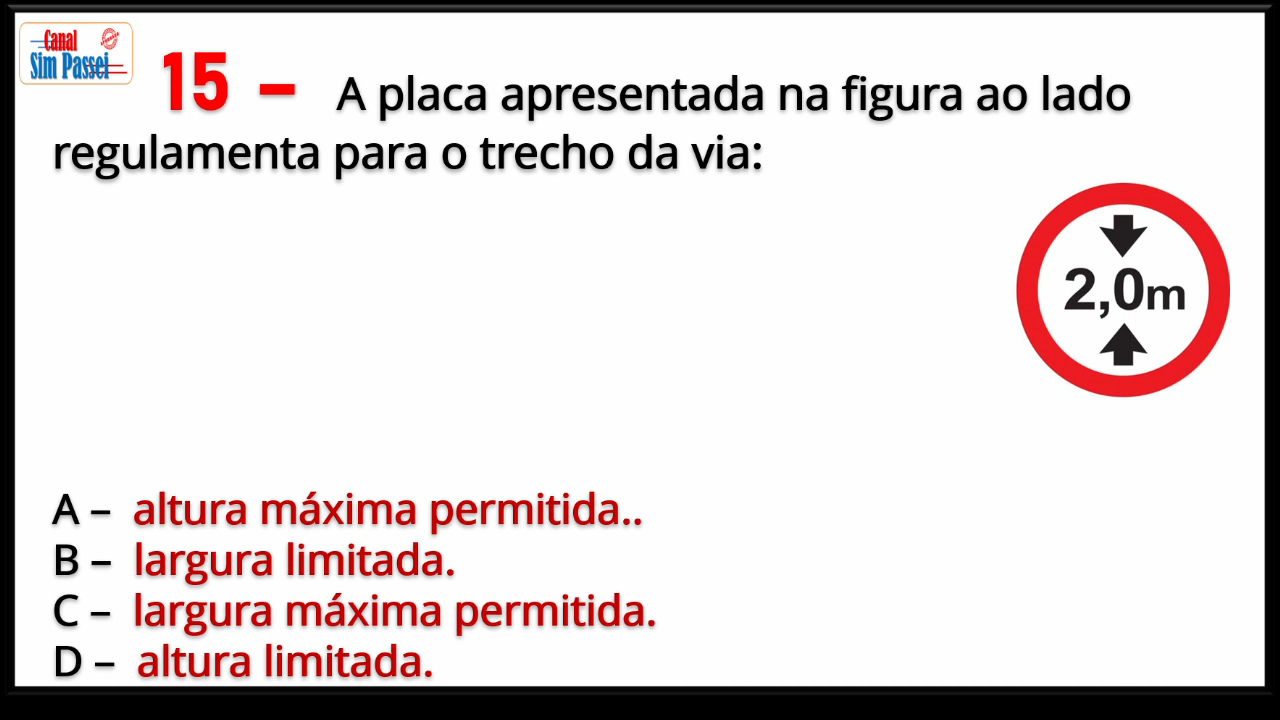 Canal
Sim Passei
15 – A placa apresentada na figura ao lado
regulamenta para o trecho da via:
2,0m
A – altura máxima permitida..
B – largura limitada.
C – largura máxima permitida.
D – altura limitada.